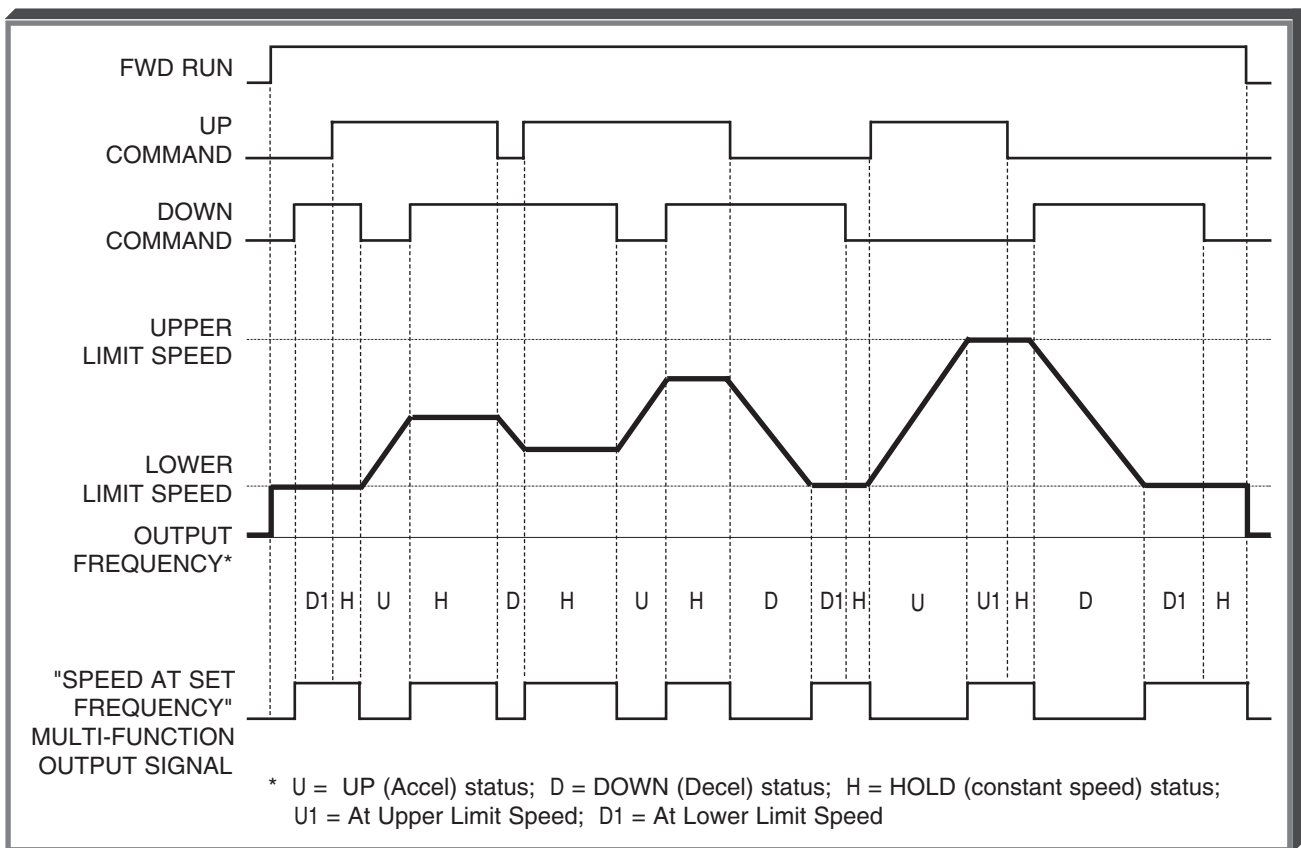 FWD RUN
UP
COMMAND
DOWN
COMMAND
UPPER
LIMIT SPEED
LOWER
LIMIT SPEED
OUTPUT
FREQUENCY*
D1 H U H D H U H D D1 H U U1 H D D1 H
"SPEED AT SET
FREQUENCY"
MULTI-FUNCTION
OUTPUT SIGNAL
* U = UP (Accel) status; D = DOWN (Decel) status; H = HOLD (constant speed) status;
U1 = At Upper Limit Speed; D1 = At Lower Limit Speed